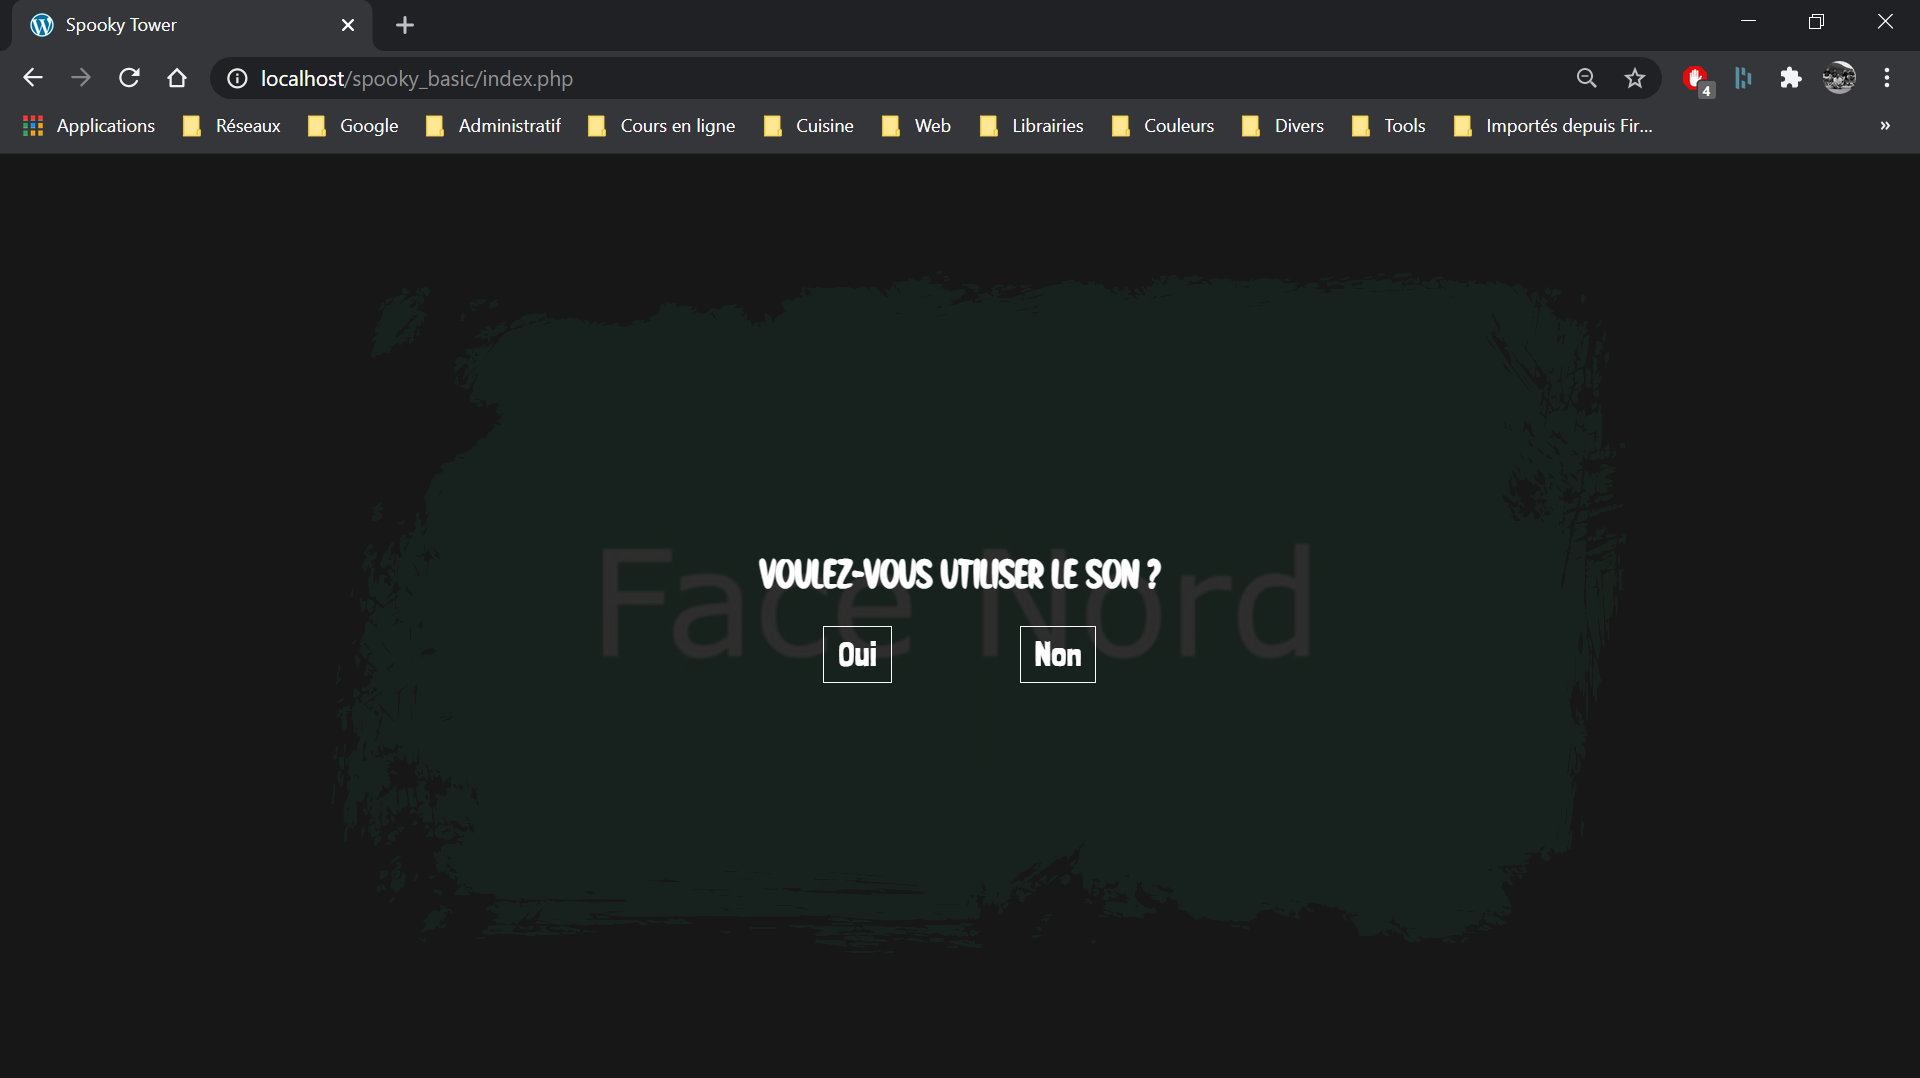 Spooky Tower
localhost/spooky_basic/index.php
4
Applications Réseaux Google Administratif Cours en ligne Cuisine Web Librairies Couleurs Divers Tools Importés depuis Fir...
Face Nord
VOULEZ-VOUS UTILISER LE SON ?
Oui Non